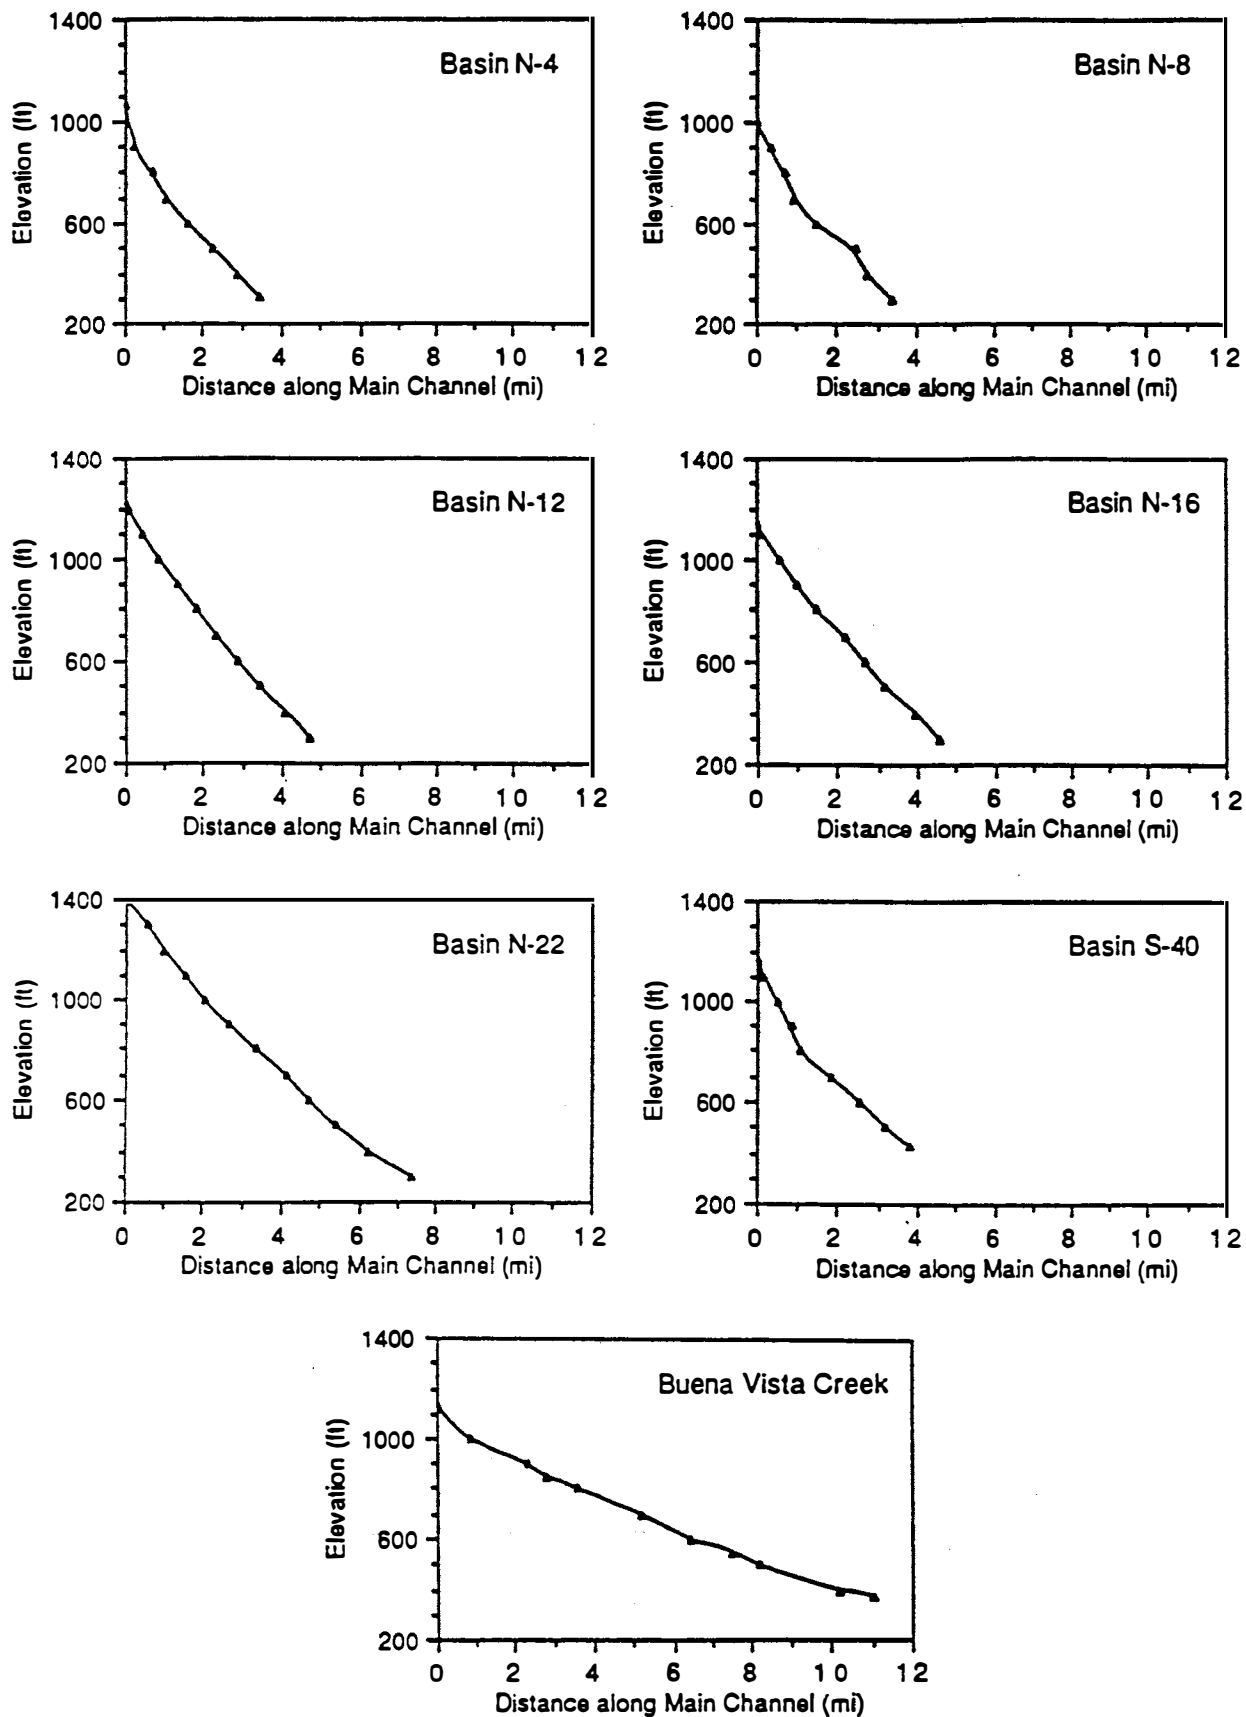 1400
1000
600
200
Elevation (ft)
Basin N-4
0 2 4 6 8 10 12
Distance along Main Channel (mi)
1400
1000
600
200
Elevation (ft)
Basin N-8
0 2 4 6 8 10 12
Distance along Main Channel (mi)
1400
1000
600
200
Elevation (ft)
Basin N-12
0 2 4 6 8 10 12
Distance along Main Channel (mi)
1400
1000
600
200
Elevation (ft)
Basin N-16
0 2 4 6 8 10 12
Distance along Main Channel (mi)
1400
1000
600
200
Elevation (ft)
Basin N-22
0 2 4 6 8 10 12
Distance along Main Channel (mi)
1400
1000
600
200
Elevation (ft)
Basin S-40
0 2 4 6 8 10 12
Distance along Main Channel (mi)
1400
1000
600
200
Elevation (ft)
Buena Vista Creek
0 2 4 6 8 10 12
Distance along Main Channel (mi)